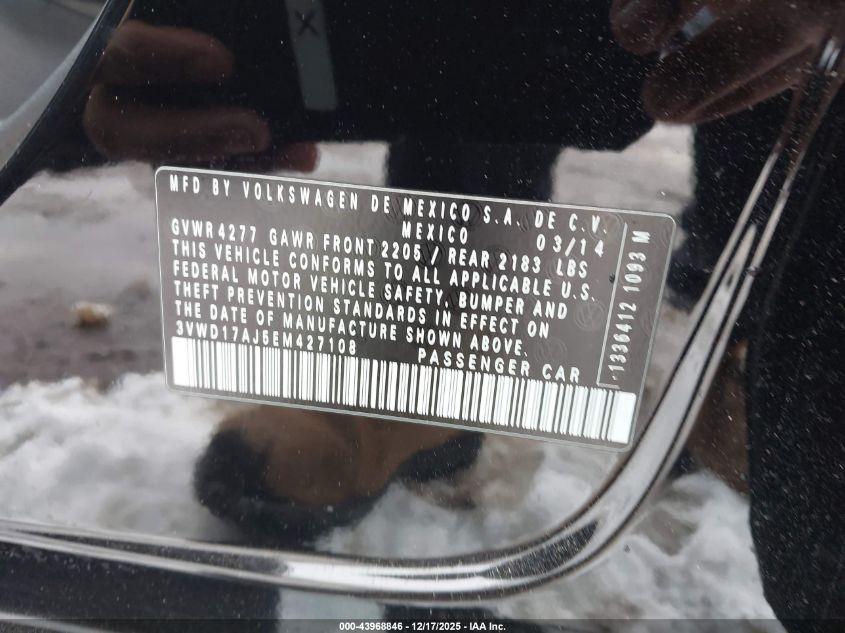 MFD BY VOLKSWAGEN DE MEXICO S.A. DE C.V.
MEXICO 03/14
GVWR 4277 GAWR FRONT 2205 / REAR 2183 LBS
THIS VEHICLE CONFORMS TO ALL APPLICABLE U.S.
FEDERAL MOTOR VEHICLE SAFETY, BUMPER AND
THEFT PREVENTION STANDARDS IN EFFECT ON
THE DATE OF MANUFACTURE SHOWN ABOVE.
3VWD17AJ5EM427108 PASSENGER CAR
1336412 1093 M
000-43968846 - 12/17/2025 - IAA Inc.